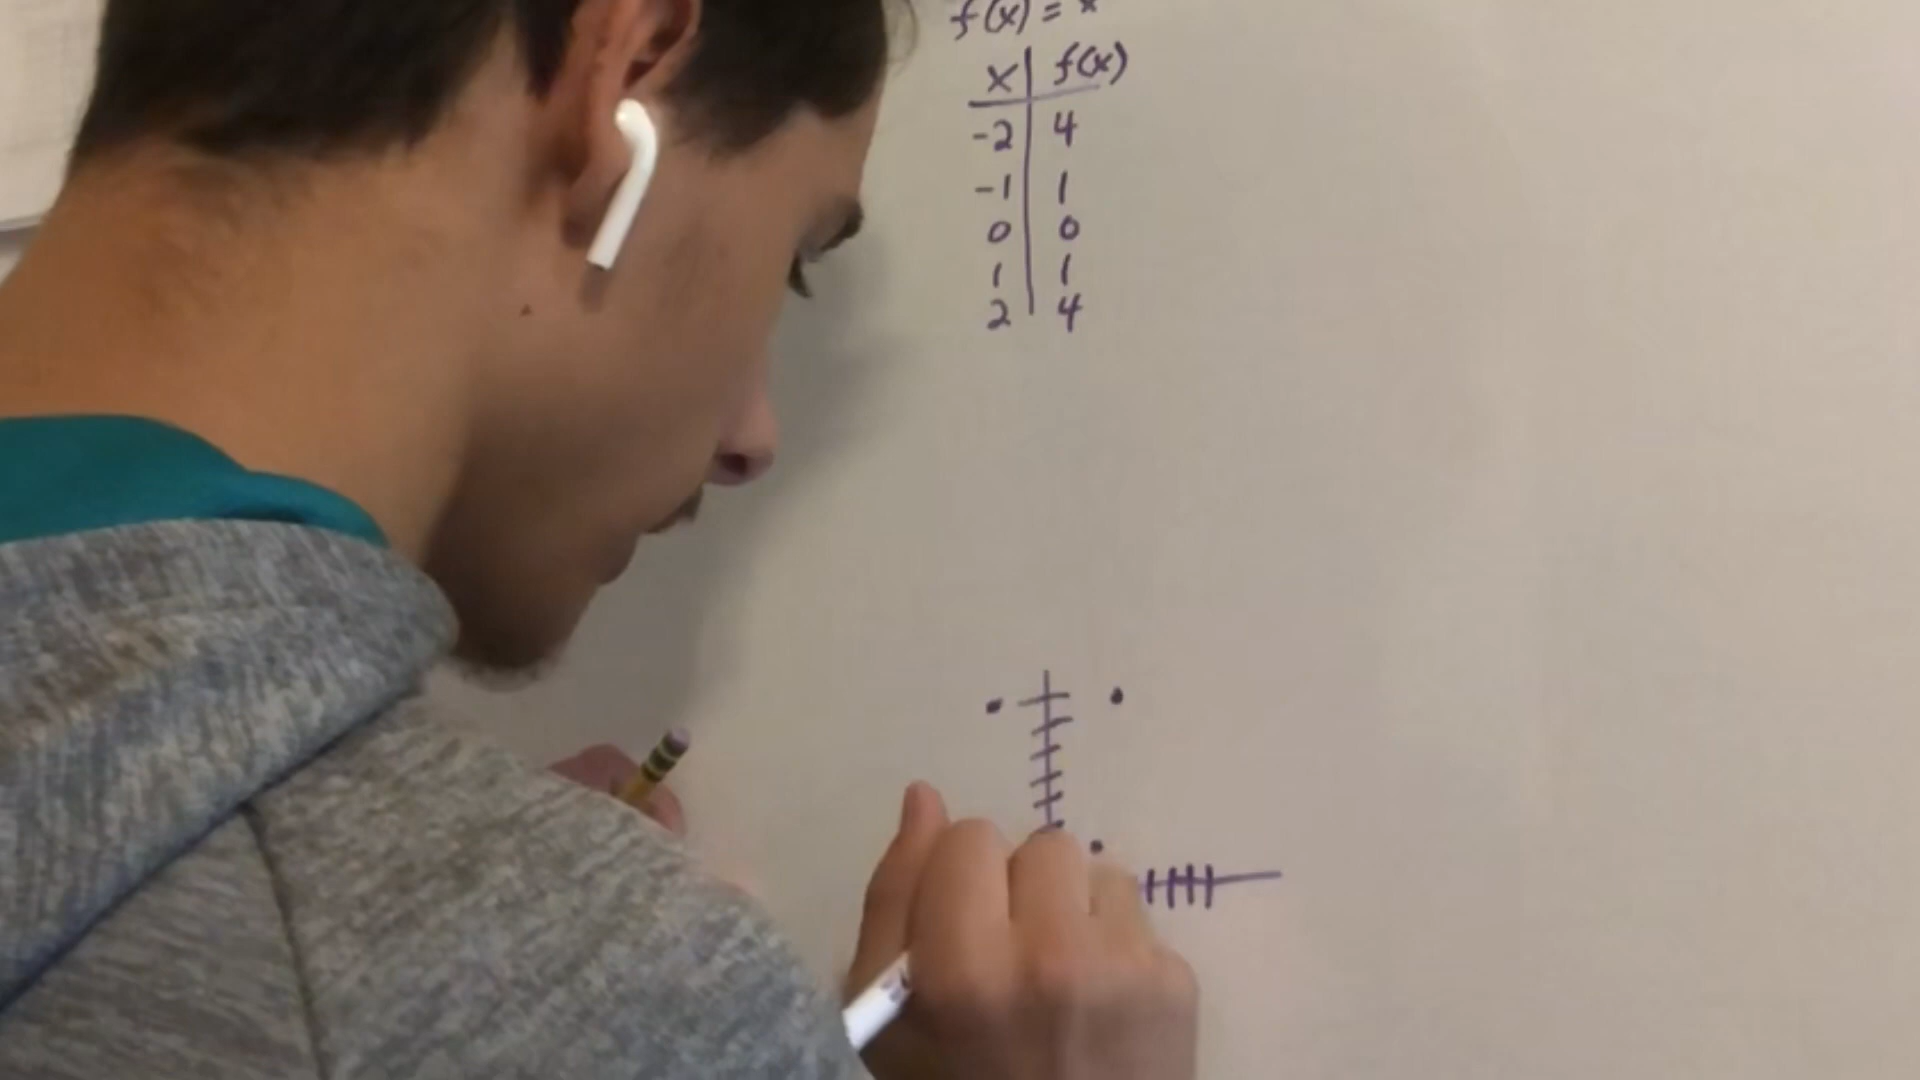 f(x) = x
x f(x)
-2 4
-1 1
0 0
1 1
2 4